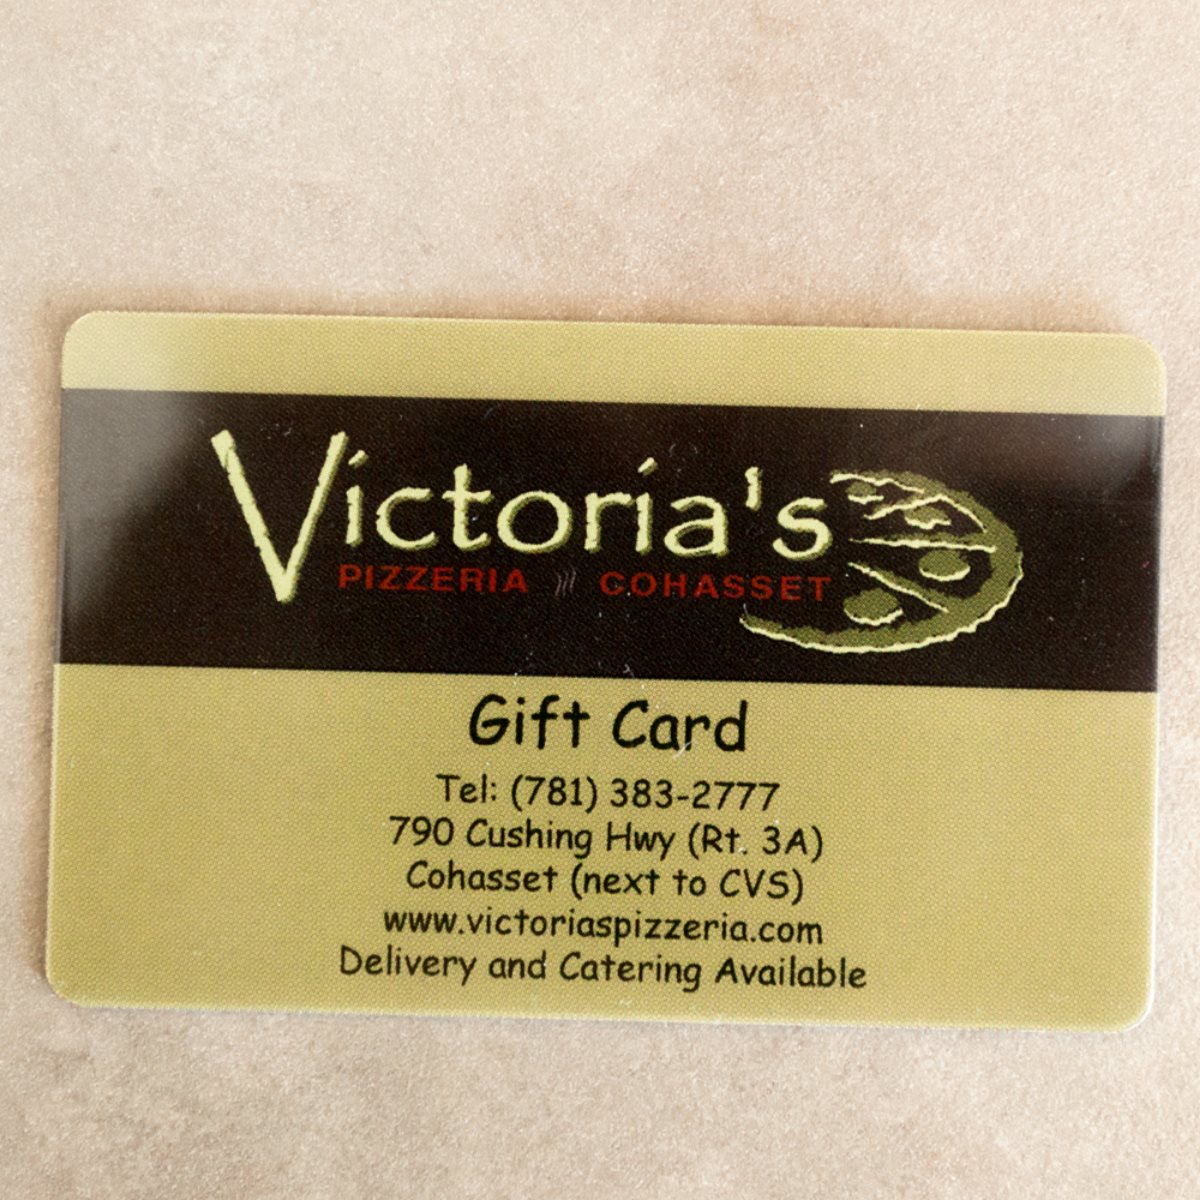 Victoria's
PIZZERIA COHASSET
Gift Card
Tel: (781) 383-2777
790 Cushing Hwy (Rt. 3A)
Cohasset (next to CVS)
www.victoriaspizzeria.com
Delivery and Catering Available